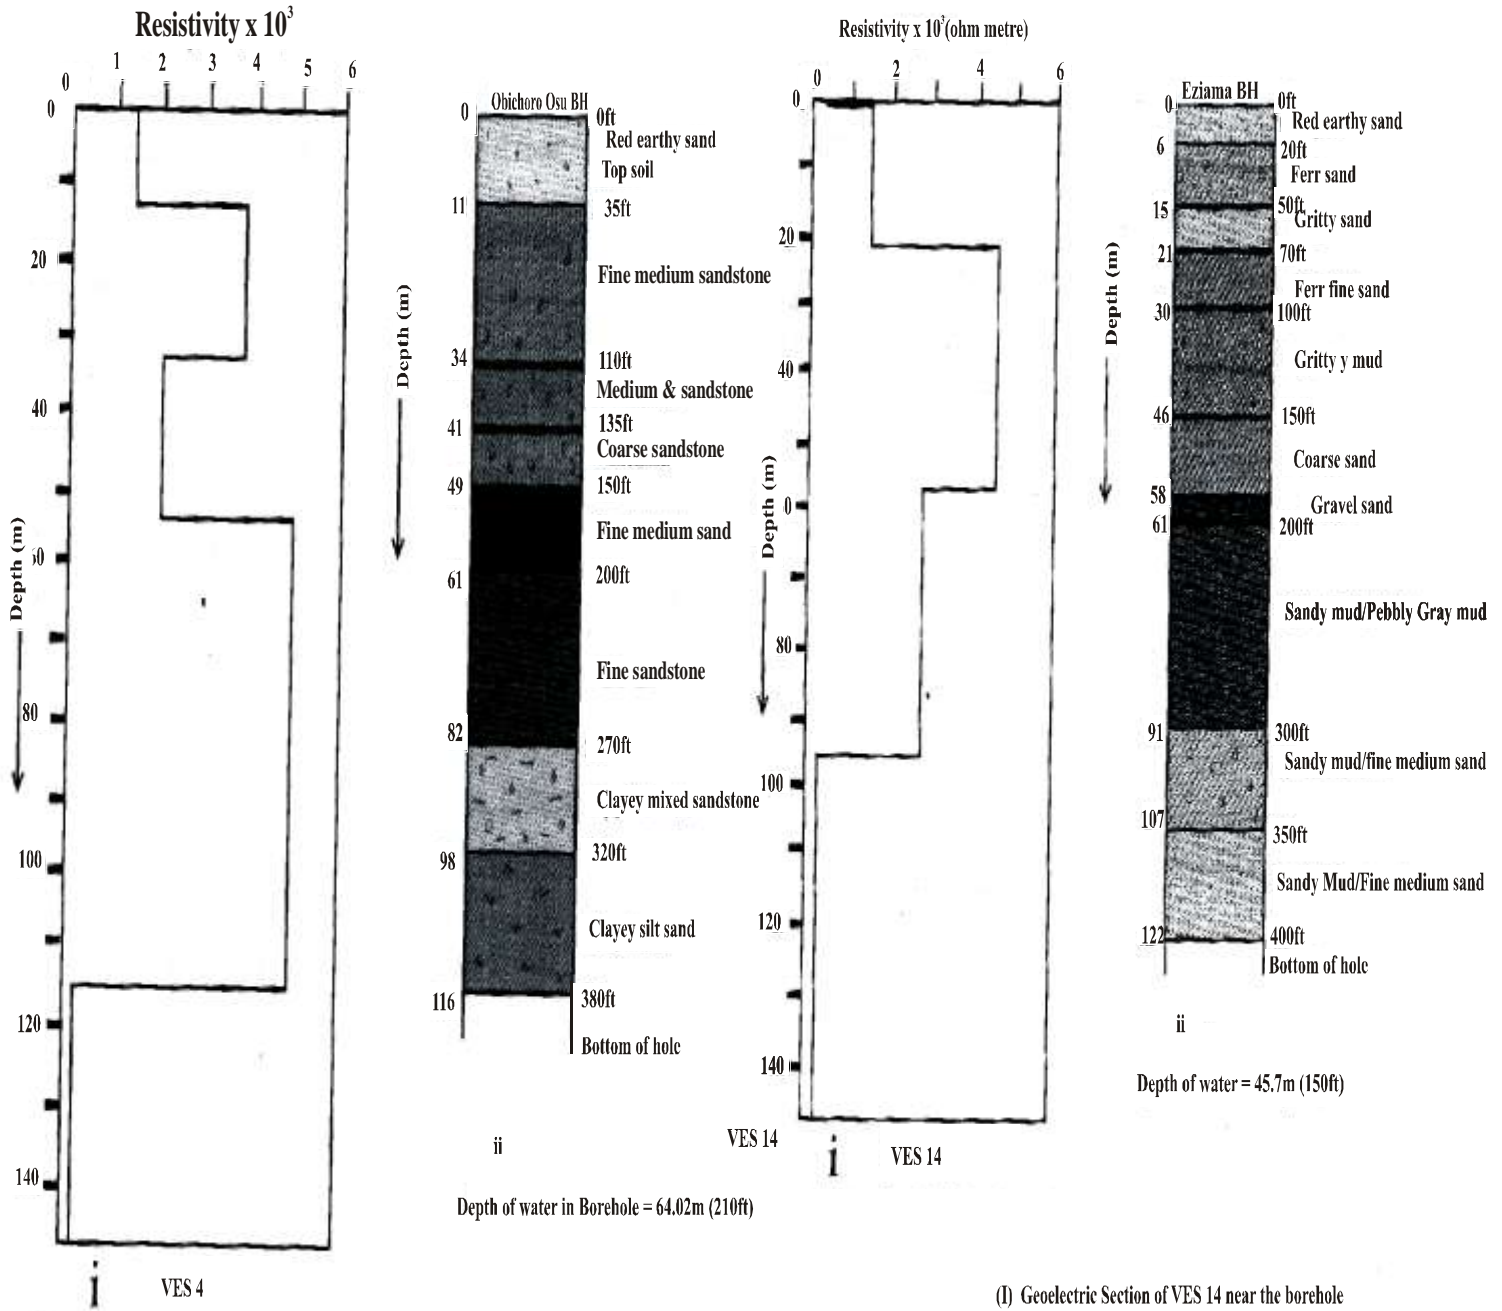 Resistivity x 10³
0 1 2 3 4 5 6
0
20
40
60
80
100
120
140
Depth (m)
i
VES 4
Obichoro Osu BH
0 0ft
Red earthy sand
Top soil
11 35ft
Fine medium sandstone
34 110ft
Medium & sandstone
41 135ft
Coarse sandstone
49 150ft
Fine medium sand
61 200ft
Fine sandstone
82 270ft
Clayey mixed sandstone
98 320ft
Clayey silt sand
116 380ft
Bottom of hole
Depth (m)
ii
Depth of water in Borehole = 64.02m (210ft)
Resistivity x 10³(ohm metre)
0 2 4 6
0
20
40
0
80
100
120
140
Depth (m)
VES 14
i
VES 14
Eziama BH
0 0ft
Red earthy sand
6 20ft
Ferr sand
15 50ft
Gritty sand
21 70ft
Ferr fine sand
30 100ft
Gritty y mud
46 150ft
Coarse sand
58
Gravel sand
61 200ft
Sandy mud/Pebbly Gray mud
91 300ft
Sandy mud/fine medium sand
107 350ft
Sandy Mud/Fine medium sand
122 400ft
Bottom of hole
Depth (m)
ii
Depth of water = 45.7m (150ft)
(I) Geoelectric Section of VES 14 near the borehole